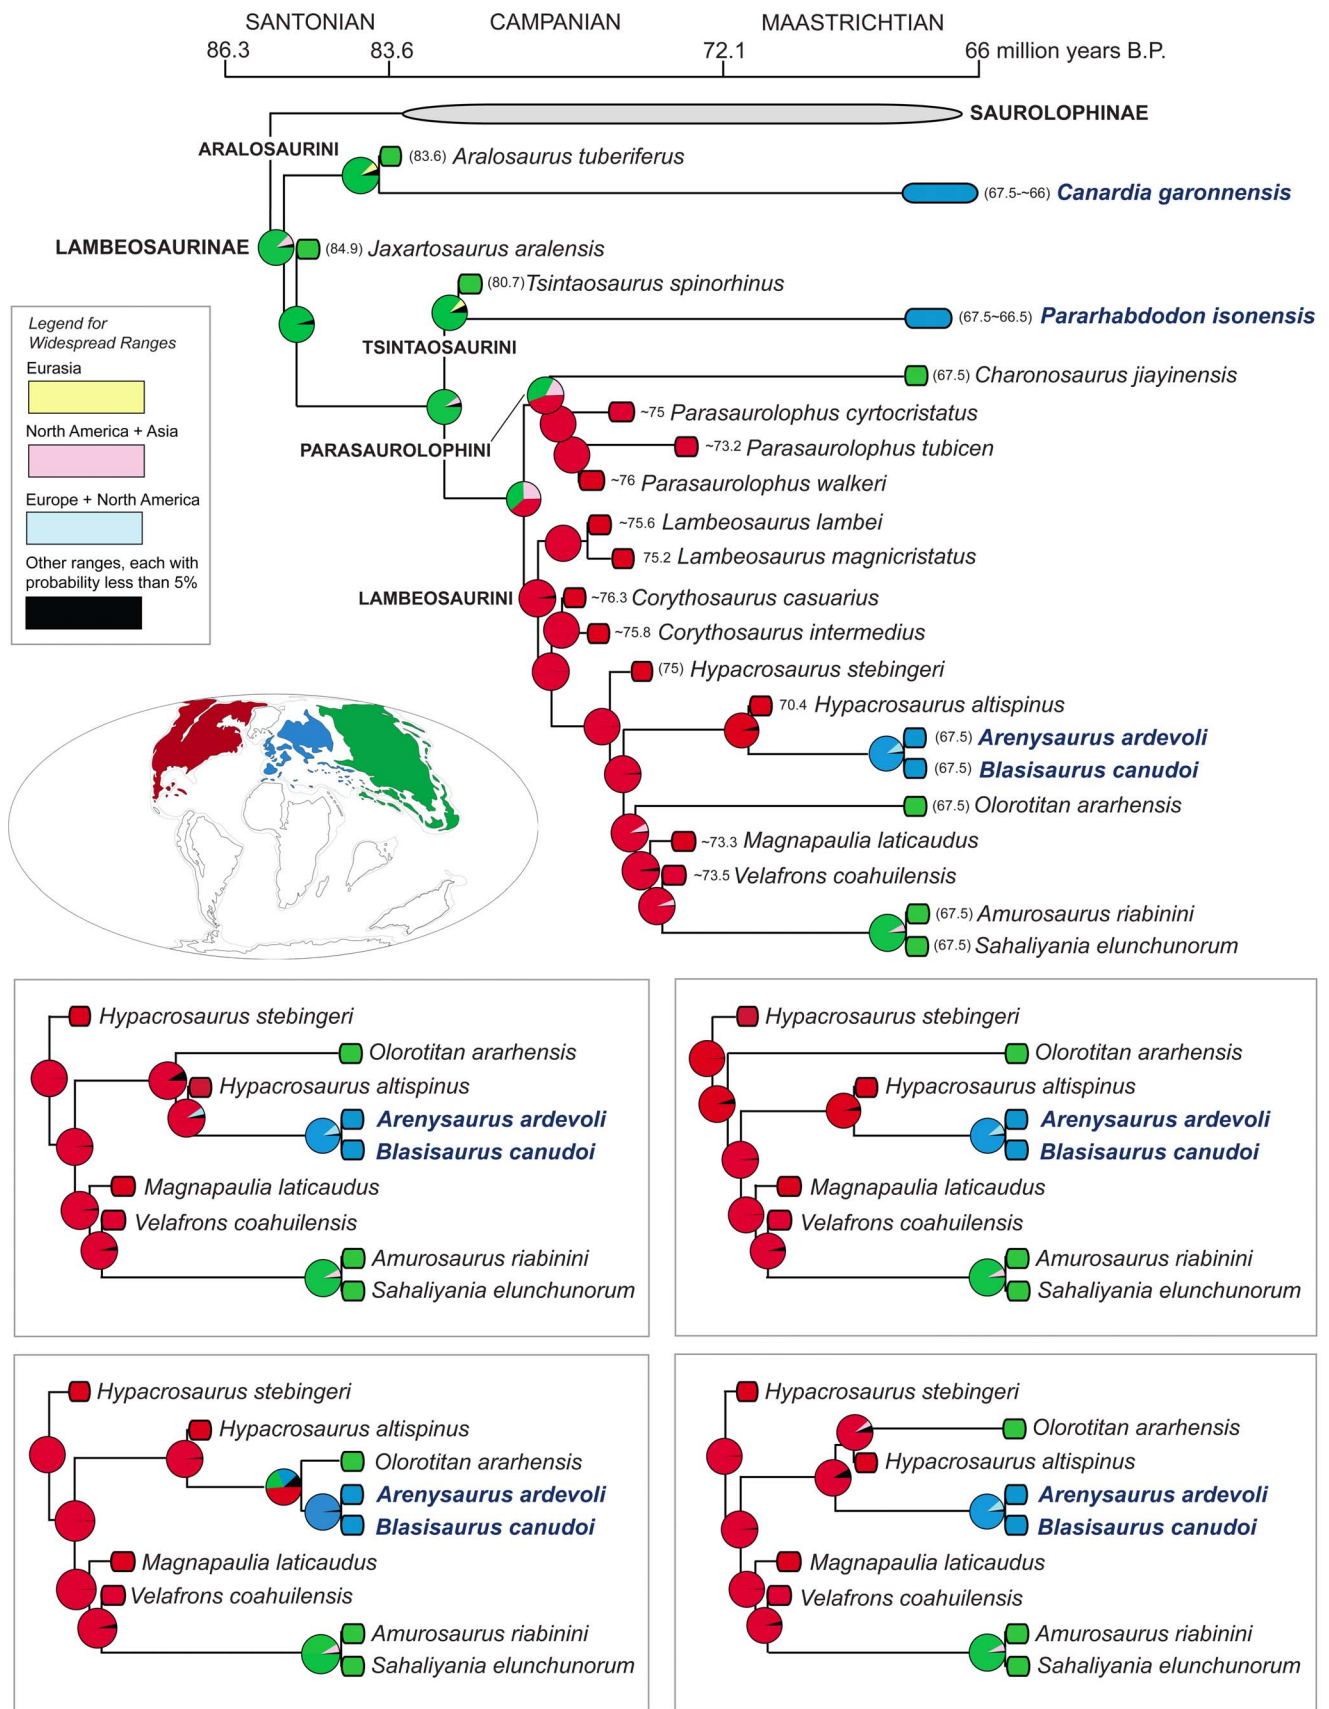 SANTONIAN CAMPANIAN MAASTRICHTIAN
86.3 83.6 72.1 66 million years B.P.
SAUROLOPHINAE
ARALOSAURINI
(83.6) Aralosaurus tuberiferus
(67.5-~66) Canardia garonnensis
LAMBEOSAURINAE
(84.9) Jaxartosaurus aralensis
(80.7) Tsintaosaurus spinorhinus
(67.5~66.5) Pararhabdodon isonensis
TSINTAOSAURINI
(67.5) Charonosaurus jiayinensis
~75 Parasaurolophus cyrtocristatus
PARASAUROLOPHINI
~73.2 Parasaurolophus tubicen
~76 Parasaurolophus walkeri
~75.6 Lambeosaurus lambei
75.2 Lambeosaurus magnicristatus
LAMBEOSAURINI
~76.3 Corythosaurus casuarius
~75.8 Corythosaurus intermedius
(75) Hypacrosaurus stebingeri
70.4 Hypacrosaurus altispinus
(67.5) Arenysaurus ardevoli
(67.5) Blasisaurus canudoi
(67.5) Olorotitan ararhensis
~73.3 Magnapaulia laticaudus
~73.5 Velafrons coahuilensis
(67.5) Amurosaurus riabinini
(67.5) Sahaliyania elunchunorum
Legend for
Widespread Ranges
Eurasia
North America + Asia
Europe + North America
Other ranges, each with
probability less than 5%
Hypacrosaurus stebingeri
Olorotitan ararhensis
Hypacrosaurus altispinus
Arenysaurus ardevoli
Blasisaurus canudoi
Magnapaulia laticaudus
Velafrons coahuilensis
Amurosaurus riabinini
Sahaliyania elunchunorum
Hypacrosaurus stebingeri
Olorotitan ararhensis
Hypacrosaurus altispinus
Arenysaurus ardevoli
Blasisaurus canudoi
Magnapaulia laticaudus
Velafrons coahuilensis
Amurosaurus riabinini
Sahaliyania elunchunorum
Hypacrosaurus stebingeri
Hypacrosaurus altispinus
Olorotitan ararhensis
Arenysaurus ardevoli
Blasisaurus canudoi
Magnapaulia laticaudus
Velafrons coahuilensis
Amurosaurus riabinini
Sahaliyania elunchunorum
Hypacrosaurus stebingeri
Olorotitan ararhensis
Hypacrosaurus altispinus
Arenysaurus ardevoli
Blasisaurus canudoi
Magnapaulia laticaudus
Velafrons coahuilensis
Amurosaurus riabinini
Sahaliyania elunchunorum